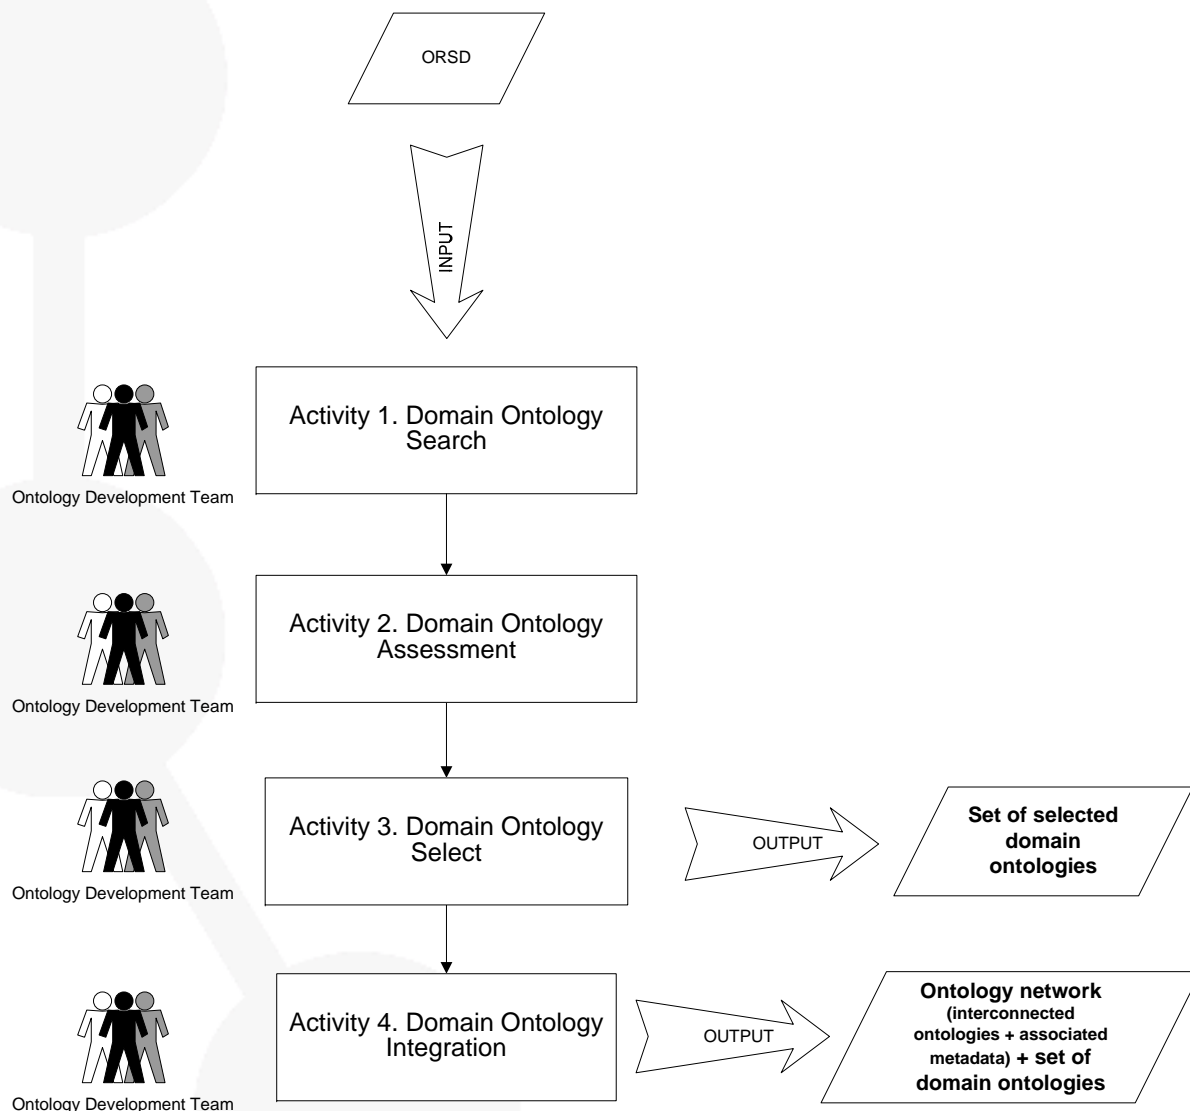 ORSD
INPUT
Activity 1. Domain Ontology
Search
Ontology Development Team
Activity 2. Domain Ontology
Assessment
Ontology Development Team
Activity 3. Domain Ontology
Select
Ontology Development Team
OUTPUT
Set of selected
domain
ontologies
Activity 4. Domain Ontology
Integration
Ontology Development Team
OUTPUT
Ontology network
(interconnected
ontologies + associated
metadata) + set of
domain ontologies